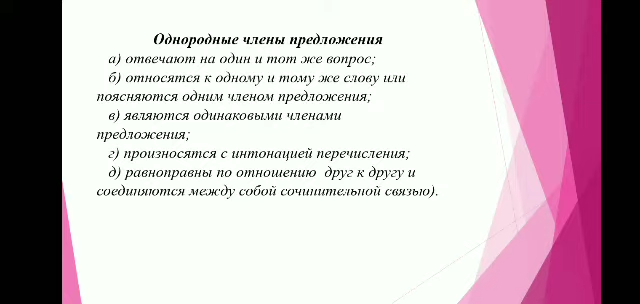 Однородные члены предложения
а) отвечают на один и тот же вопрос;
б) относятся к одному и тому же слову или
поясняются одним членом предложения;
в) являются одинаковыми членами
предложения;
г) произносятся с интонацией перечисления;
д) равноправны по отношению друг к другу и
соединяются между собой сочинительной связью).